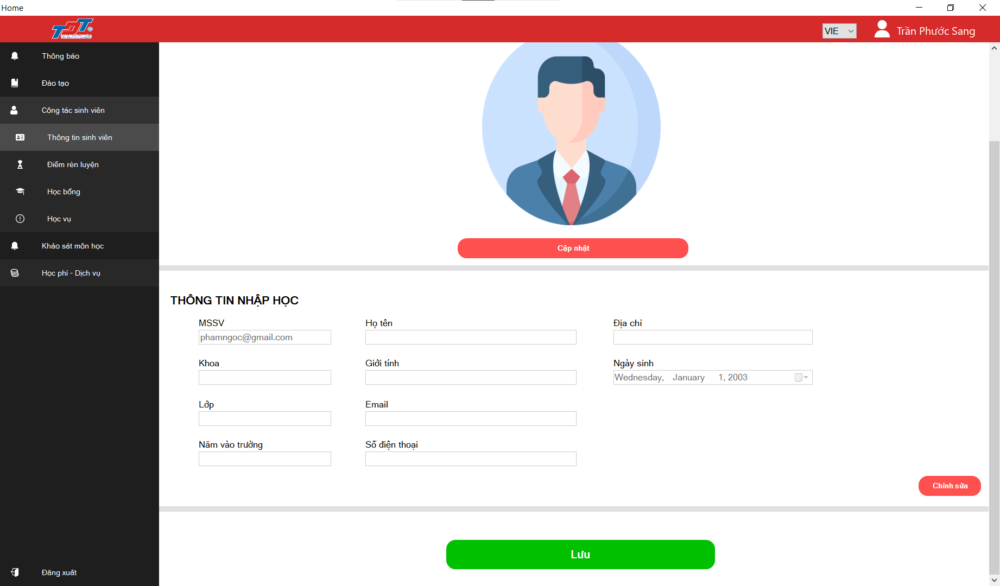 Home
TDT
VIE
Trần Phước Sang
Thông báo
Đào tạo
Công tác sinh viên
Thông tin sinh viên
Điểm rèn luyện
Học bổng
Học vụ
Khảo sát môn học
Học phí - Dịch vụ
Đăng xuất
Cập nhật
THÔNG TIN NHẬP HỌC
MSSV
phamngoc@gmail.com
Họ tên
Địa chỉ
Khoa
Giới tính
Ngày sinh
Wednesday, January 1, 2003
Lớp
Email
Năm vào trường
Số điện thoại
Chỉnh sửa
Lưu